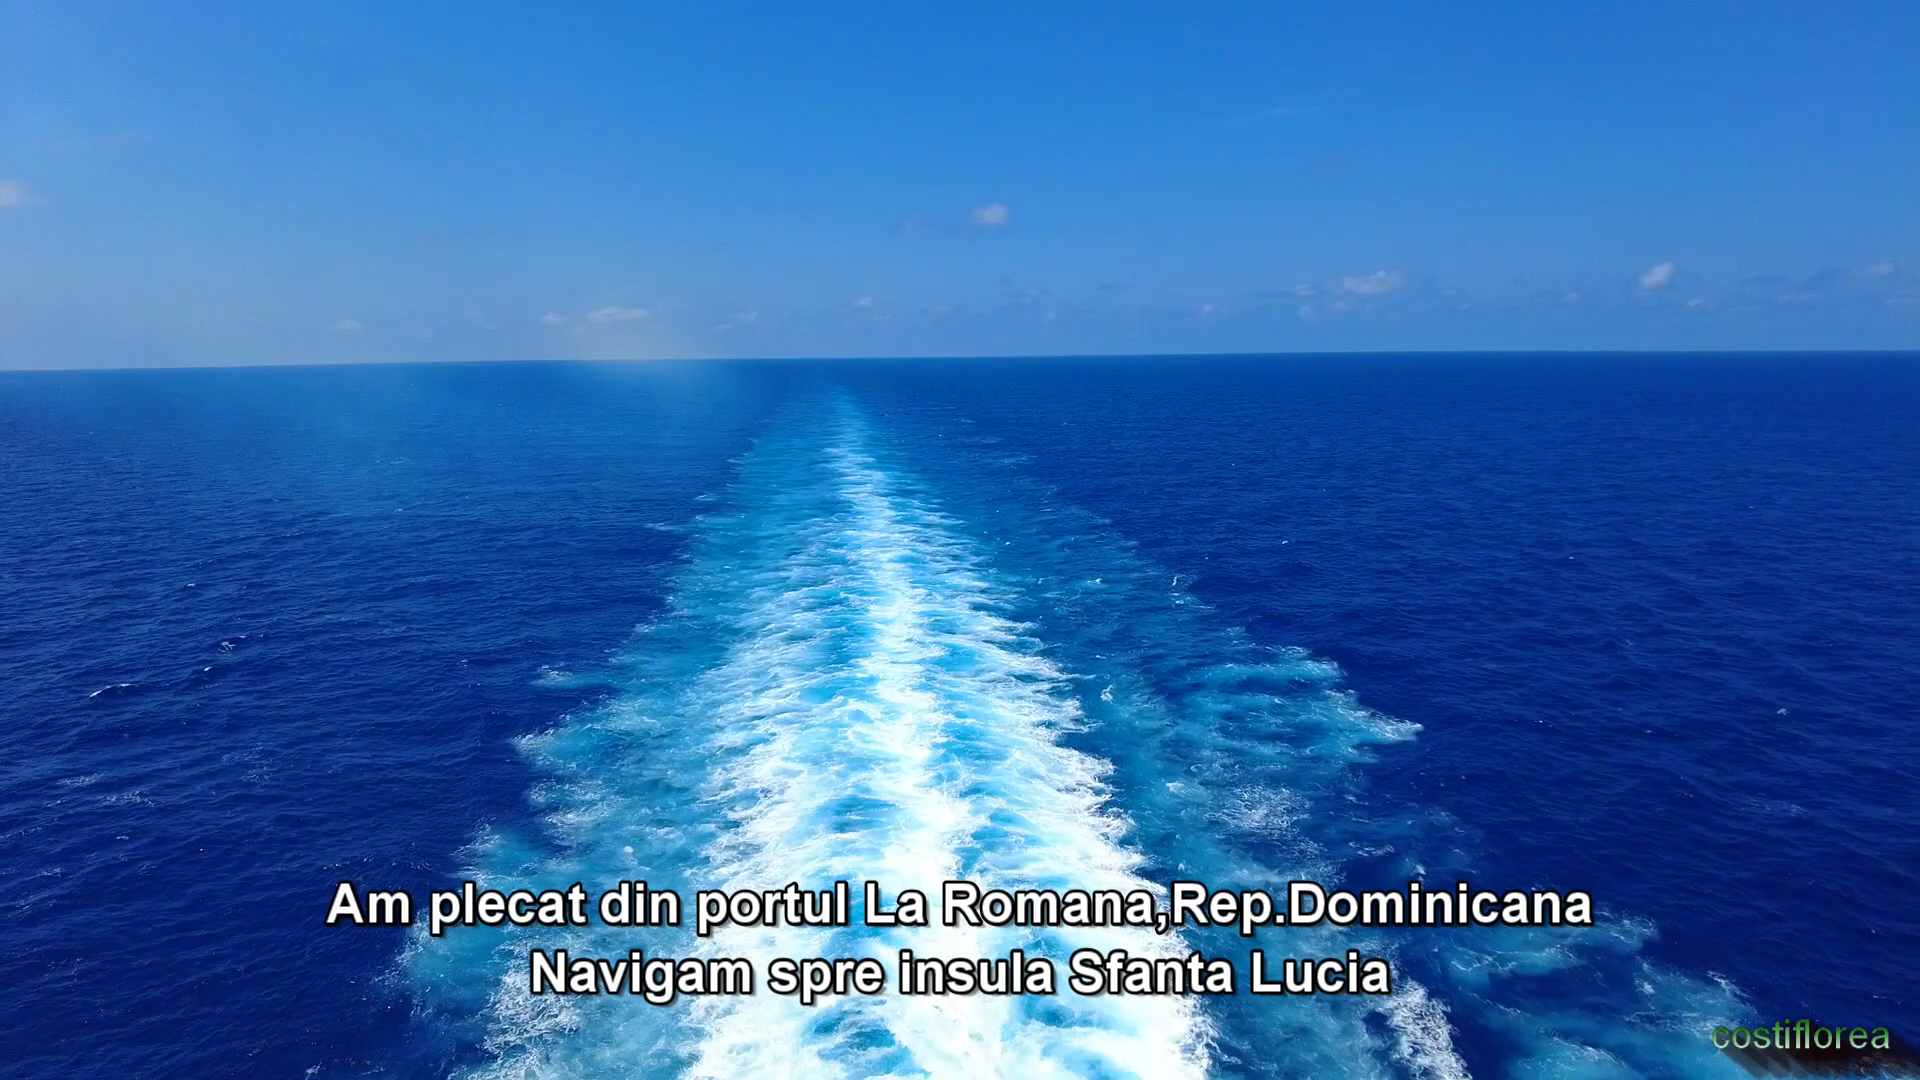 Am plecat din portul La Romana,Rep.Dominicana
Navigam spre insula Sfanta Lucia
costiflorea